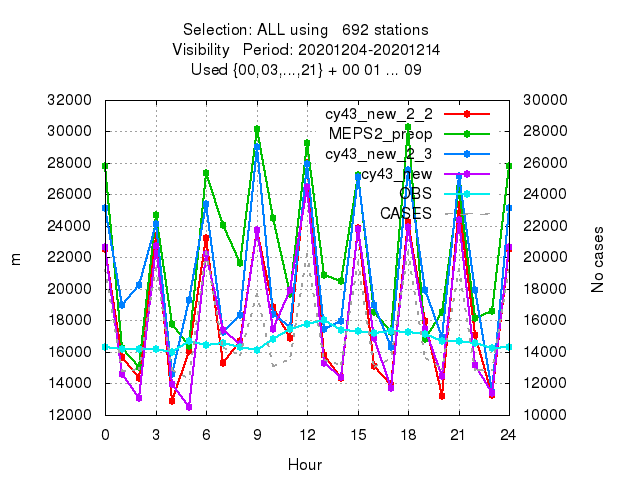 Selection: ALL using   692 stations
Visibility   Period: 20201204-20201214
Used {00,03,...,21} + 00 01 ... 09
32000 30000
30000 28000
28000 26000
26000 24000
24000 22000
22000 20000
20000 18000
18000 16000
16000 14000
14000 12000
12000 10000
cy43_new_2_2
MEPS2_preop
cy43_new_2_3
cy43_new
OBS
CASES
m
No cases
0 3 6 9 12 15 18 21 24
Hour